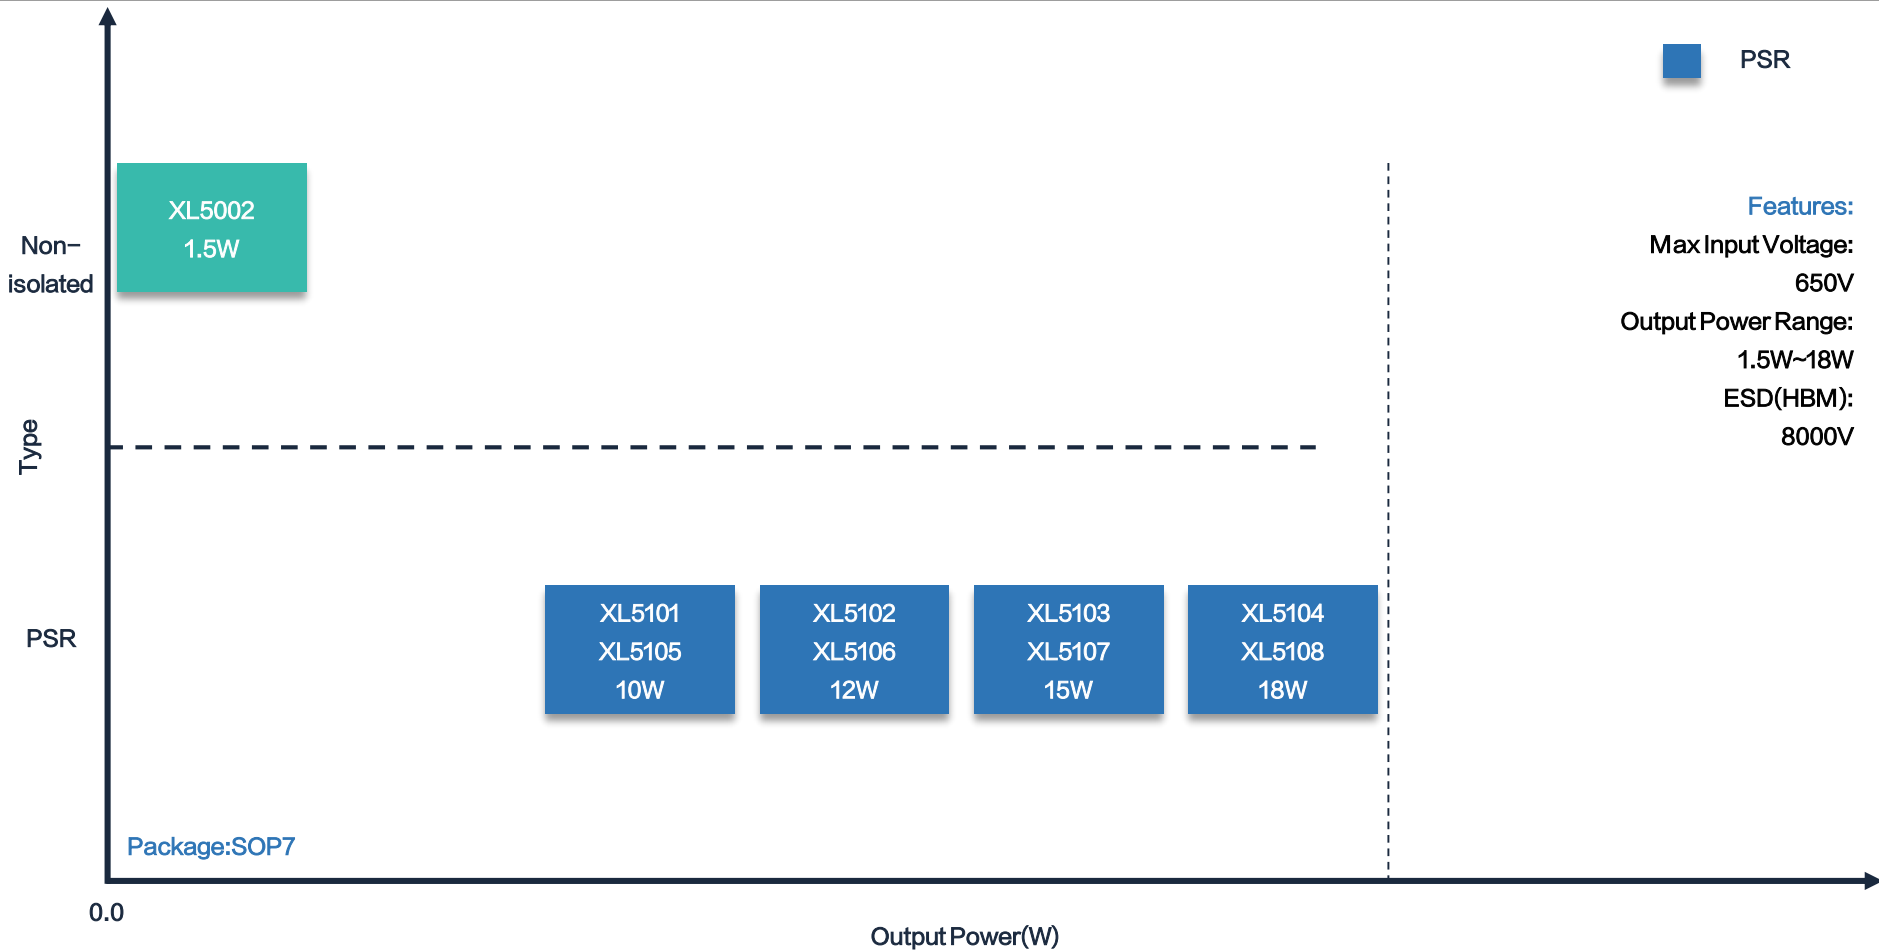 PSR
XL5002
1.5W
Non-
isolated
Features:
Max Input Voltage:
650V
Output Power Range:
1.5W~18W
ESD(HBM):
8000V
Type
PSR
XL5101
XL5105
10W
XL5102
XL5106
12W
XL5103
XL5107
15W
XL5104
XL5108
18W
Package:SOP7
0.0
Output Power(W)